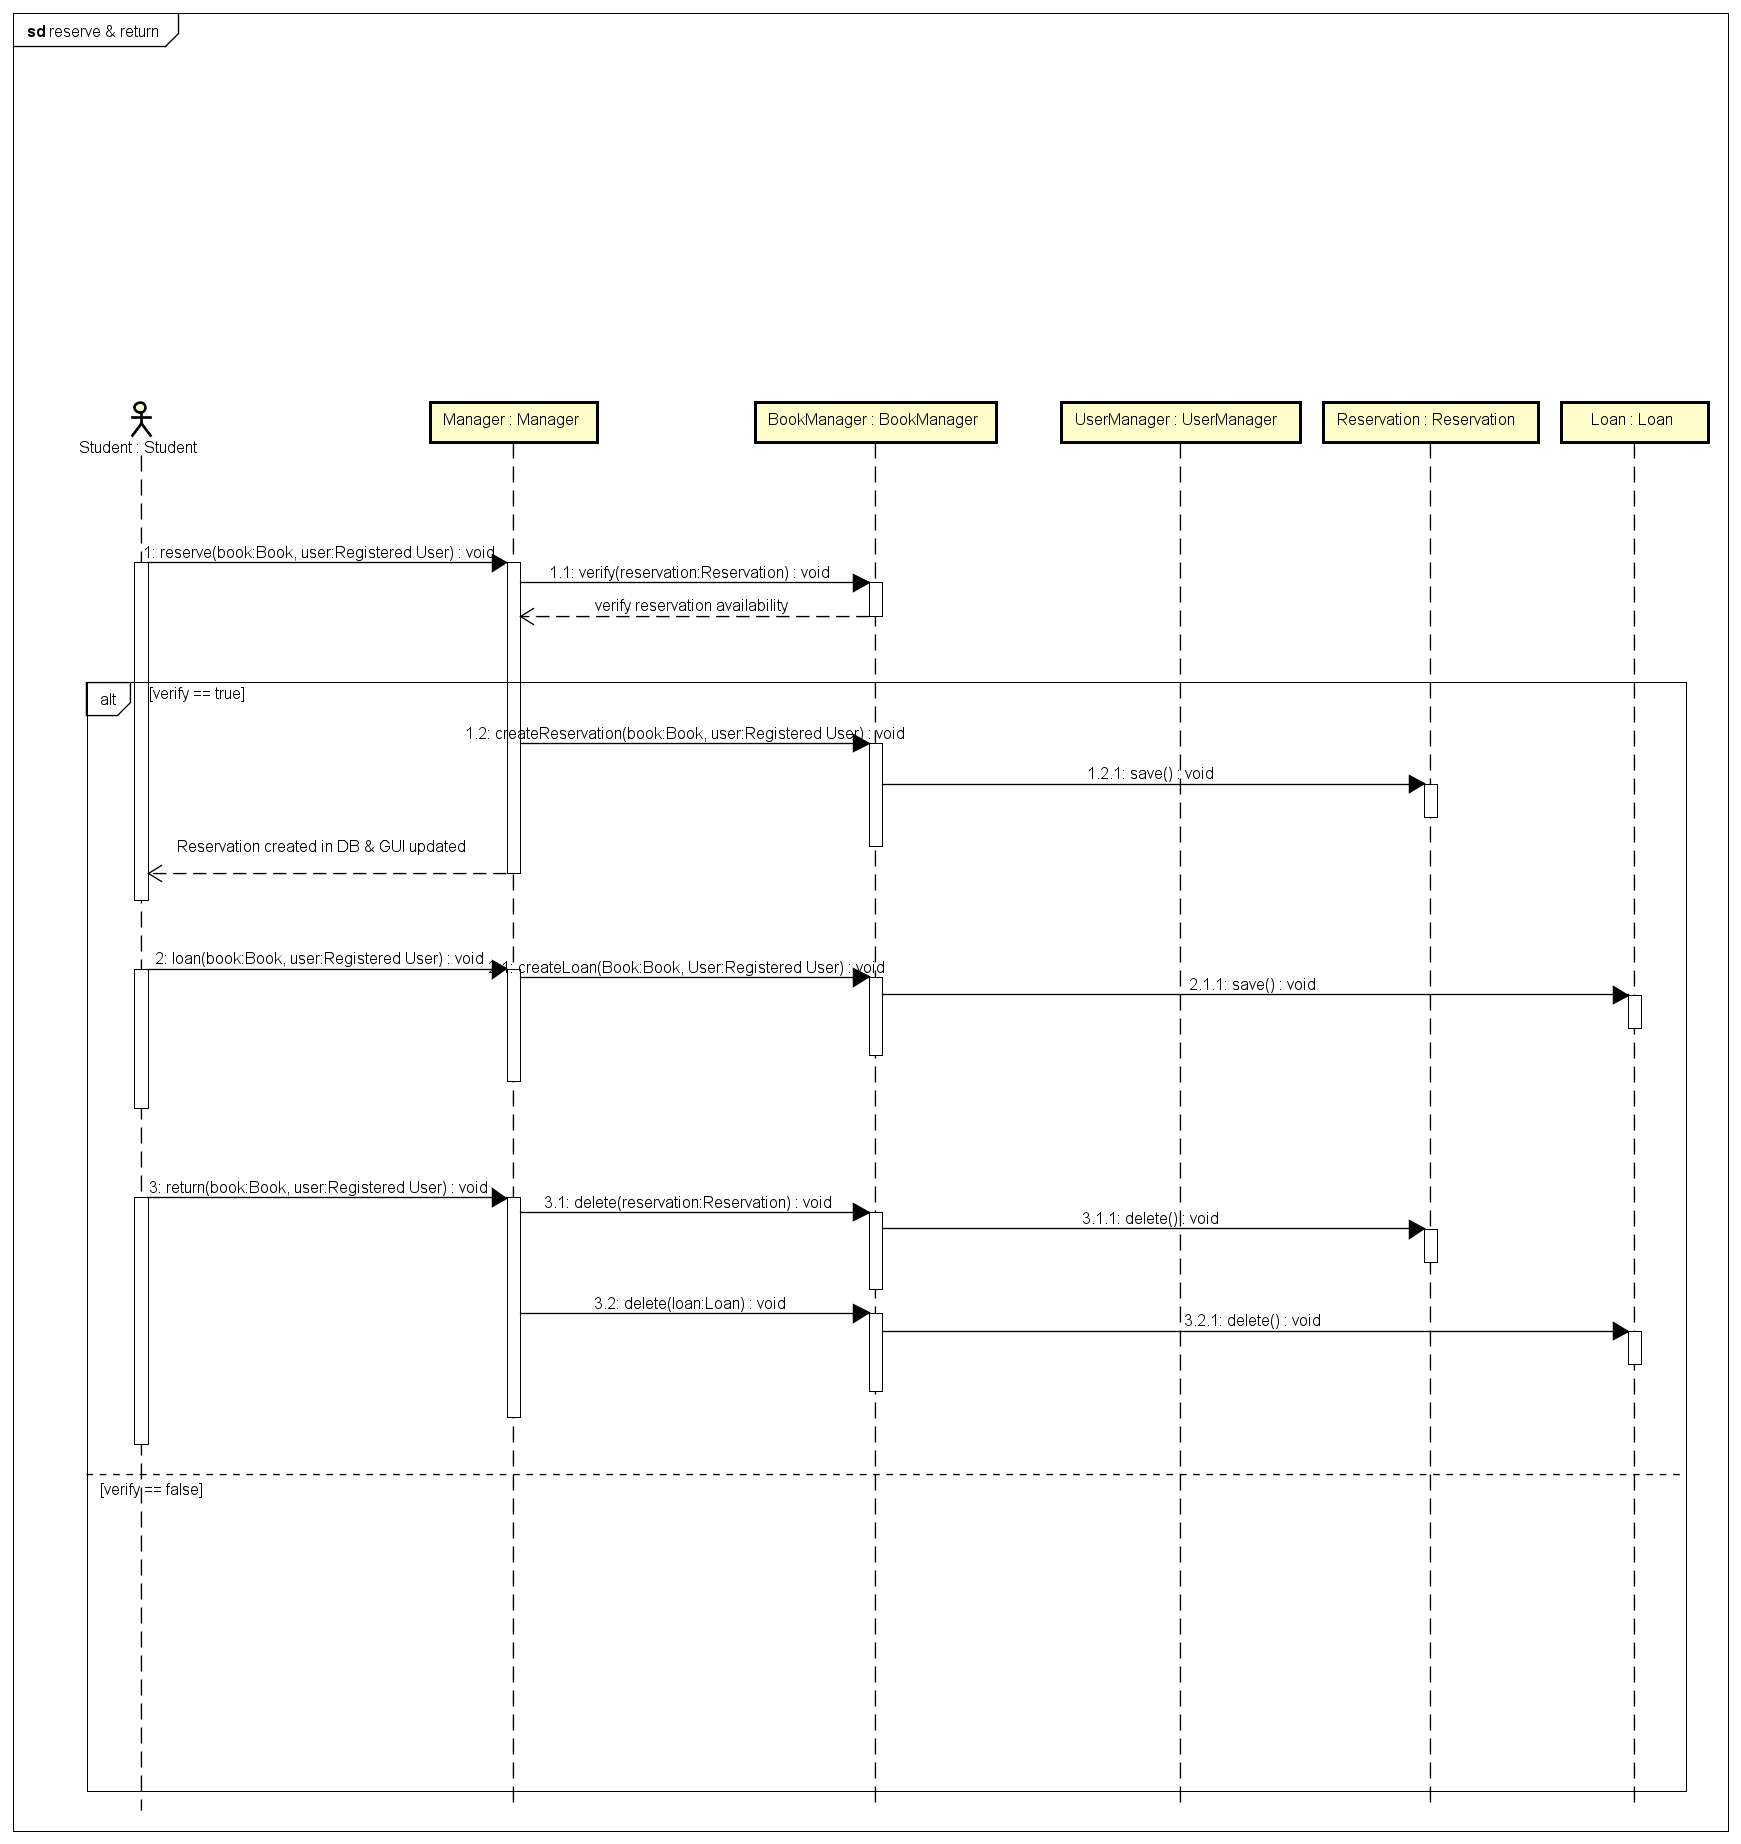 sd reserve & return
Student : Student
Manager : Manager
BookManager : BookManager
UserManager : UserManager
Reservation : Reservation
Loan : Loan
1: reserve(book:Book, user:Registered User) : void
1.1: verify(reservation:Reservation) : void
verify reservation availability
alt
[verify == true]
1.2: createReservation(book:Book, user:Registered User) : void
1.2.1: save() : void
Reservation created in DB & GUI updated
2: loan(book:Book, user:Registered User) : void
2.1: createLoan(Book:Book, User:Registered User) : void
2.1.1: save() : void
3: return(book:Book, user:Registered User) : void
3.1: delete(reservation:Reservation) : void
3.1.1: delete() : void
3.2: delete(loan:Loan) : void
3.2.1: delete() : void
[verify == false]